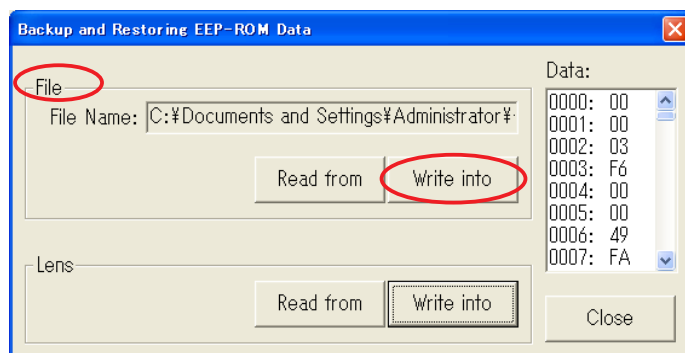 Backup and Restoring EEP-ROM Data
File
File Name: C:¥Documents and Settings¥Administrator¥
Read from
Write into
Lens
Read from
Write into
Data:
0000: 00
0001: 00
0002: 03
0003: F6
0004: 00
0005: 00
0006: 49
0007: FA
Close